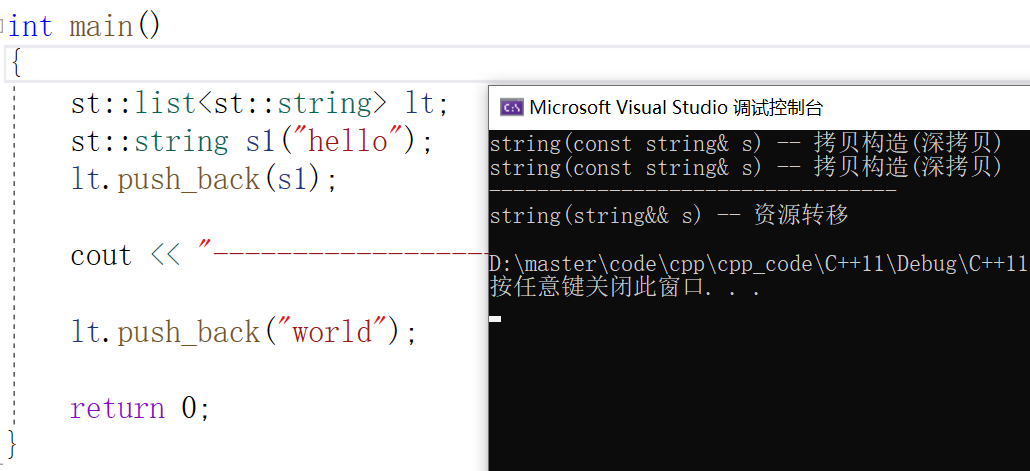 int main()
{
st::list<st::string> lt;
st::string s1("hello");
lt.push_back(s1);
cout << "------------------
lt.push_back("world");
return 0;
}
Microsoft Visual Studio 调试控制台
string(const string& s) -- 拷贝构造(深拷贝)
string(const string& s) -- 拷贝构造(深拷贝)
----------------------------------
string(string&& s) -- 资源转移
D:\master\code\cpp\cpp_code\C++11\Debug\C++11
按任意键关闭此窗口. . .